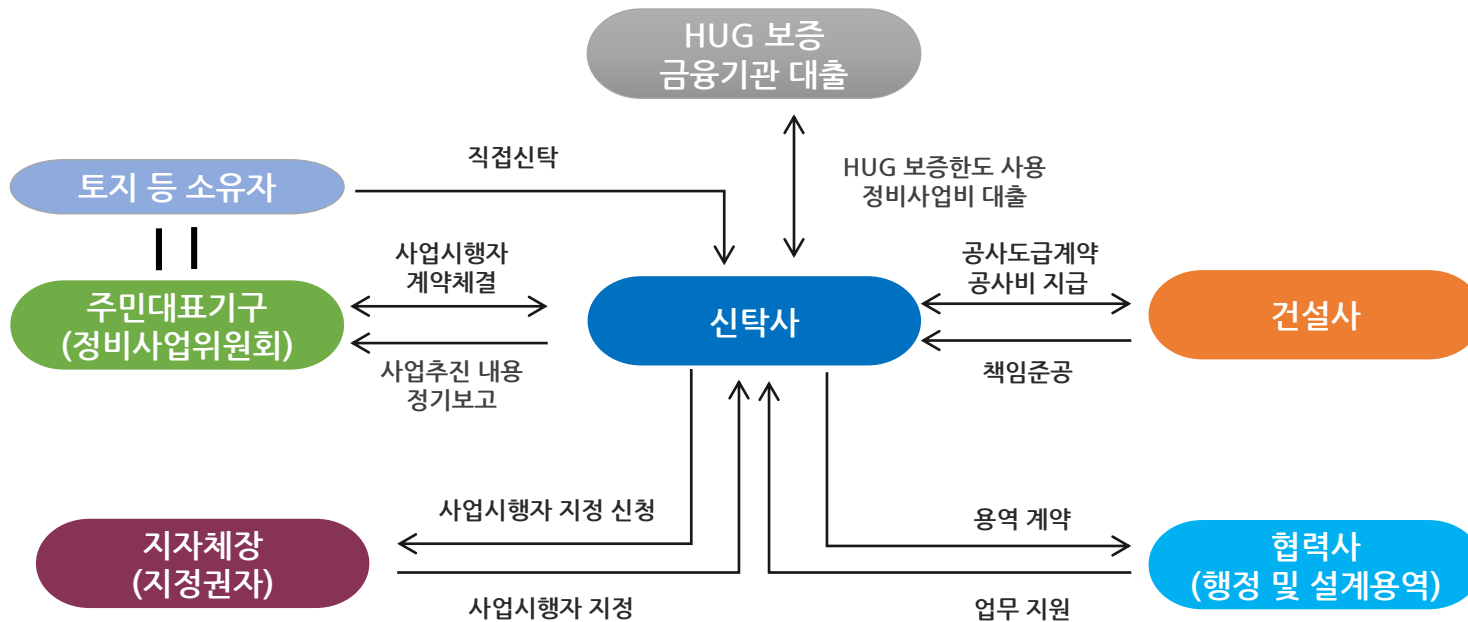 HUG 보증
금융기관 대출
직접신탁
HUG 보증한도 사용
정비사업비 대출
토지 등 소유자
사업시행자
계약체결
공사도급계약
공사비 지급
주민대표기구
(정비사업위원회)
신탁사
건설사
사업추진 내용
정기보고
책임준공
사업시행자 지정 신청
용역 계약
지자체장
(지정권자)
협력사
(행정 및 설계용역)
사업시행자 지정
업무 지원